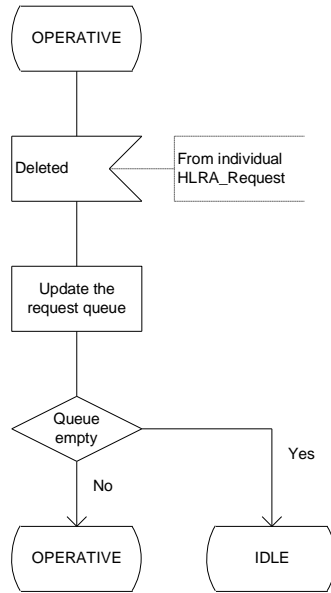 OPERATIVE
Deleted
From individual
HLRA_Request
Update the
request queue
Queue
empty
Yes
No
OPERATIVE
IDLE